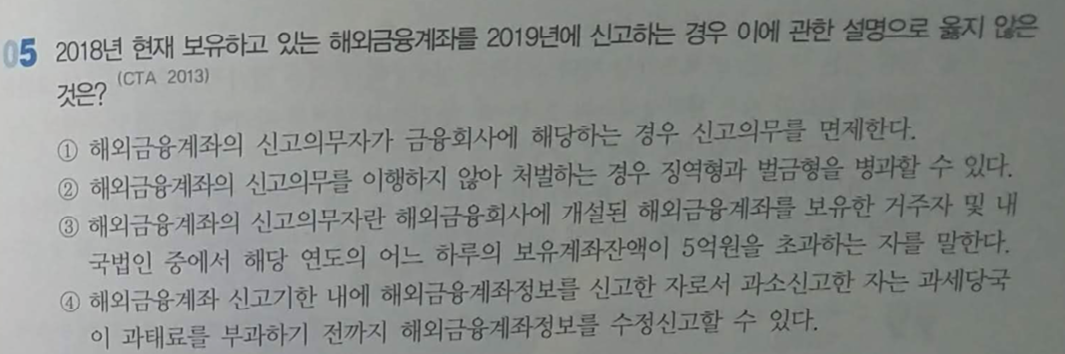 05 2018년 현재 보유하고 있는 해외금융계좌를 2019년에 신고하는 경우 이에 관한 설명으로 옳지 않은
것은? (CTA 2013)
① 해외금융계좌의 신고의무자가 금융회사에 해당하는 경우 신고의무를 면제한다.
② 해외금융계좌의 신고의무를 이행하지 않아 처벌하는 경우 징역형과 벌금형을 병과할 수 있다.
③ 해외금융계좌의 신고의무자란 해외금융회사에 개설된 해외금융계좌를 보유한 거주자 및 내
국법인 중에서 해당 연도의 어느 하루의 보유계좌잔액이 5억원을 초과하는 자를 말한다.
④ 해외금융계좌 신고기한 내에 해외금융계좌정보를 신고한 자로서 과소신고한 자는 과세당국
이 과태료를 부과하기 전까지 해외금융계좌정보를 수정신고할 수 있다.